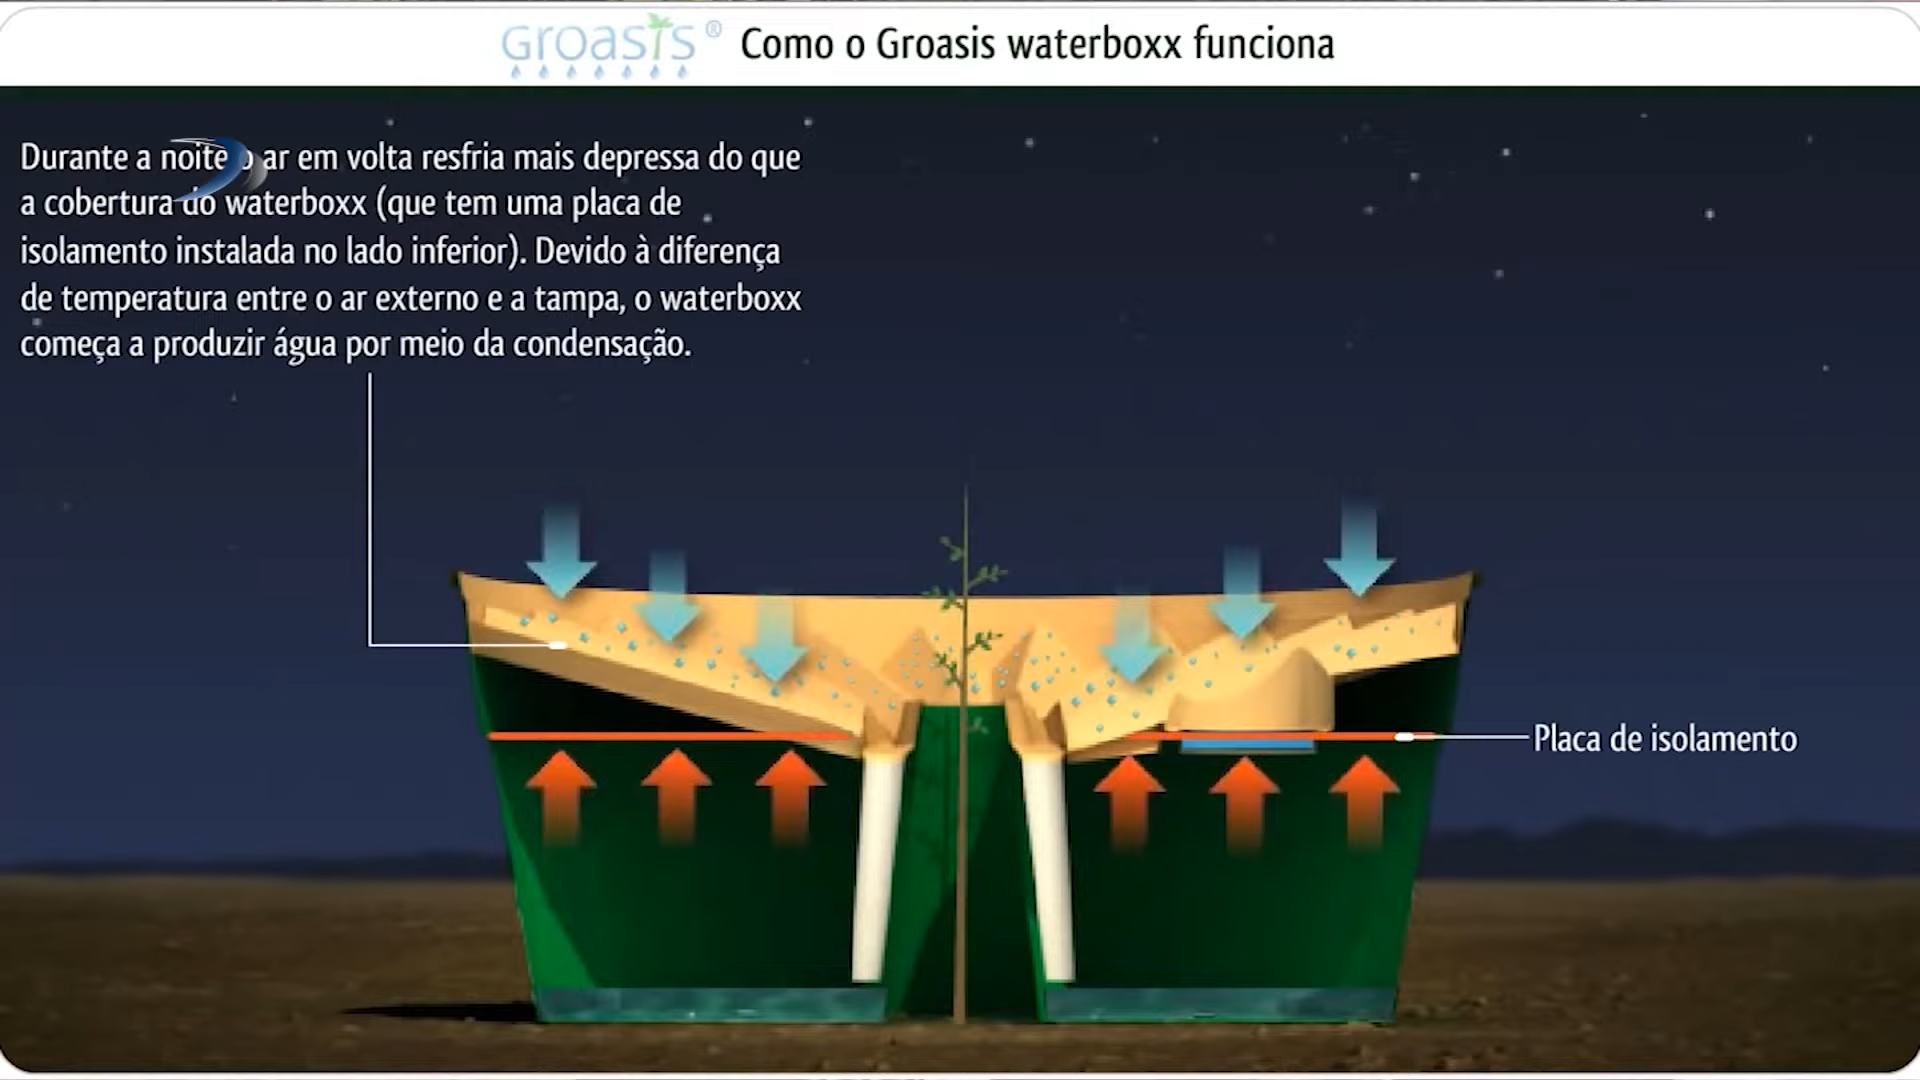 Groasis® Como o Groasis waterboxx funciona
Durante a noite o ar em volta resfria mais depressa do que
a cobertura do waterboxx (que tem uma placa de
isolamento instalada no lado inferior). Devido à diferença
de temperatura entre o ar externo e a tampa, o waterboxx
começa a produzir água por meio da condensação.
Placa de isolamento